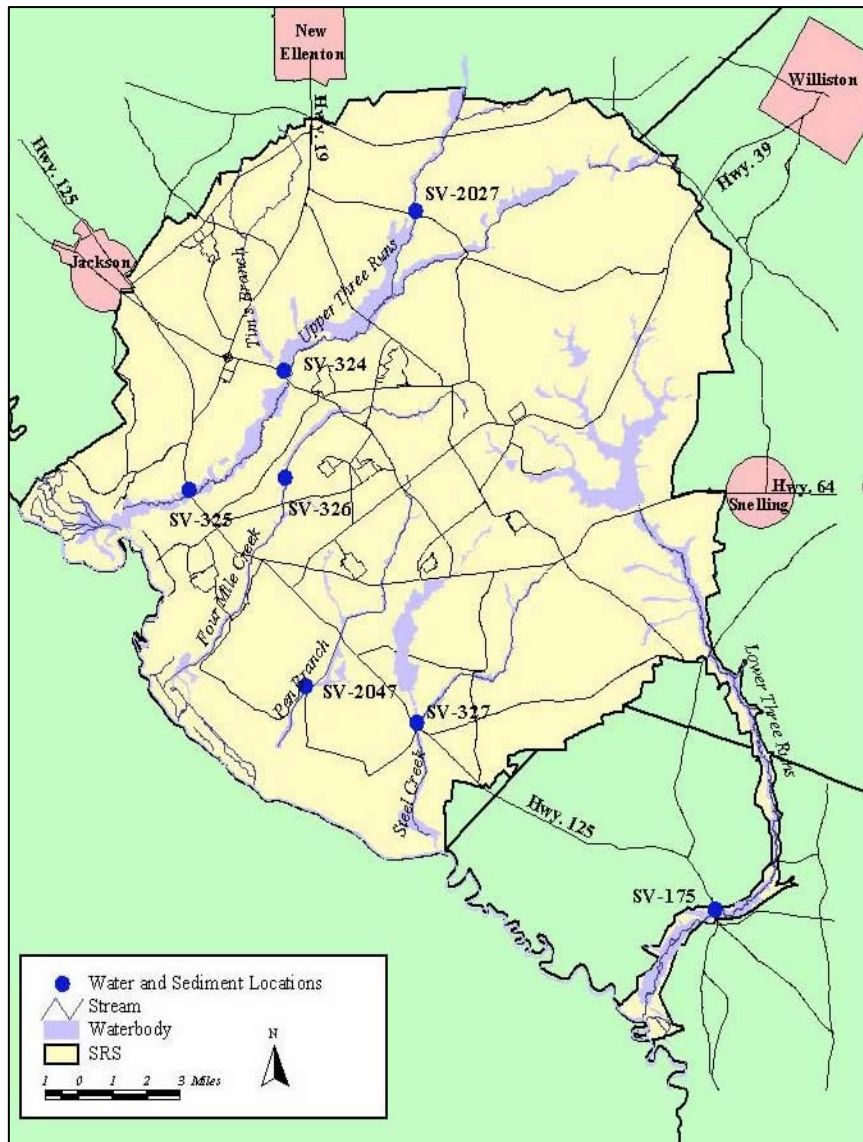 New
Ellenton
Williston
Hwy. 19
Hwy. 39
Hwy. 125
SV-2027
Jackson
Tim's Branch
Upper Three Runs
SV-324
SV-325
SV-326
Hwy. 64
Snelling
Four Mile Creek
Pen Branch
SV-2047
SV-327
Lower Three Runs
Steel Creek
Hwy. 125
SV-175
Water and Sediment Locations
Stream
Waterbody
SRS
N
1 0 1 2 3 Miles